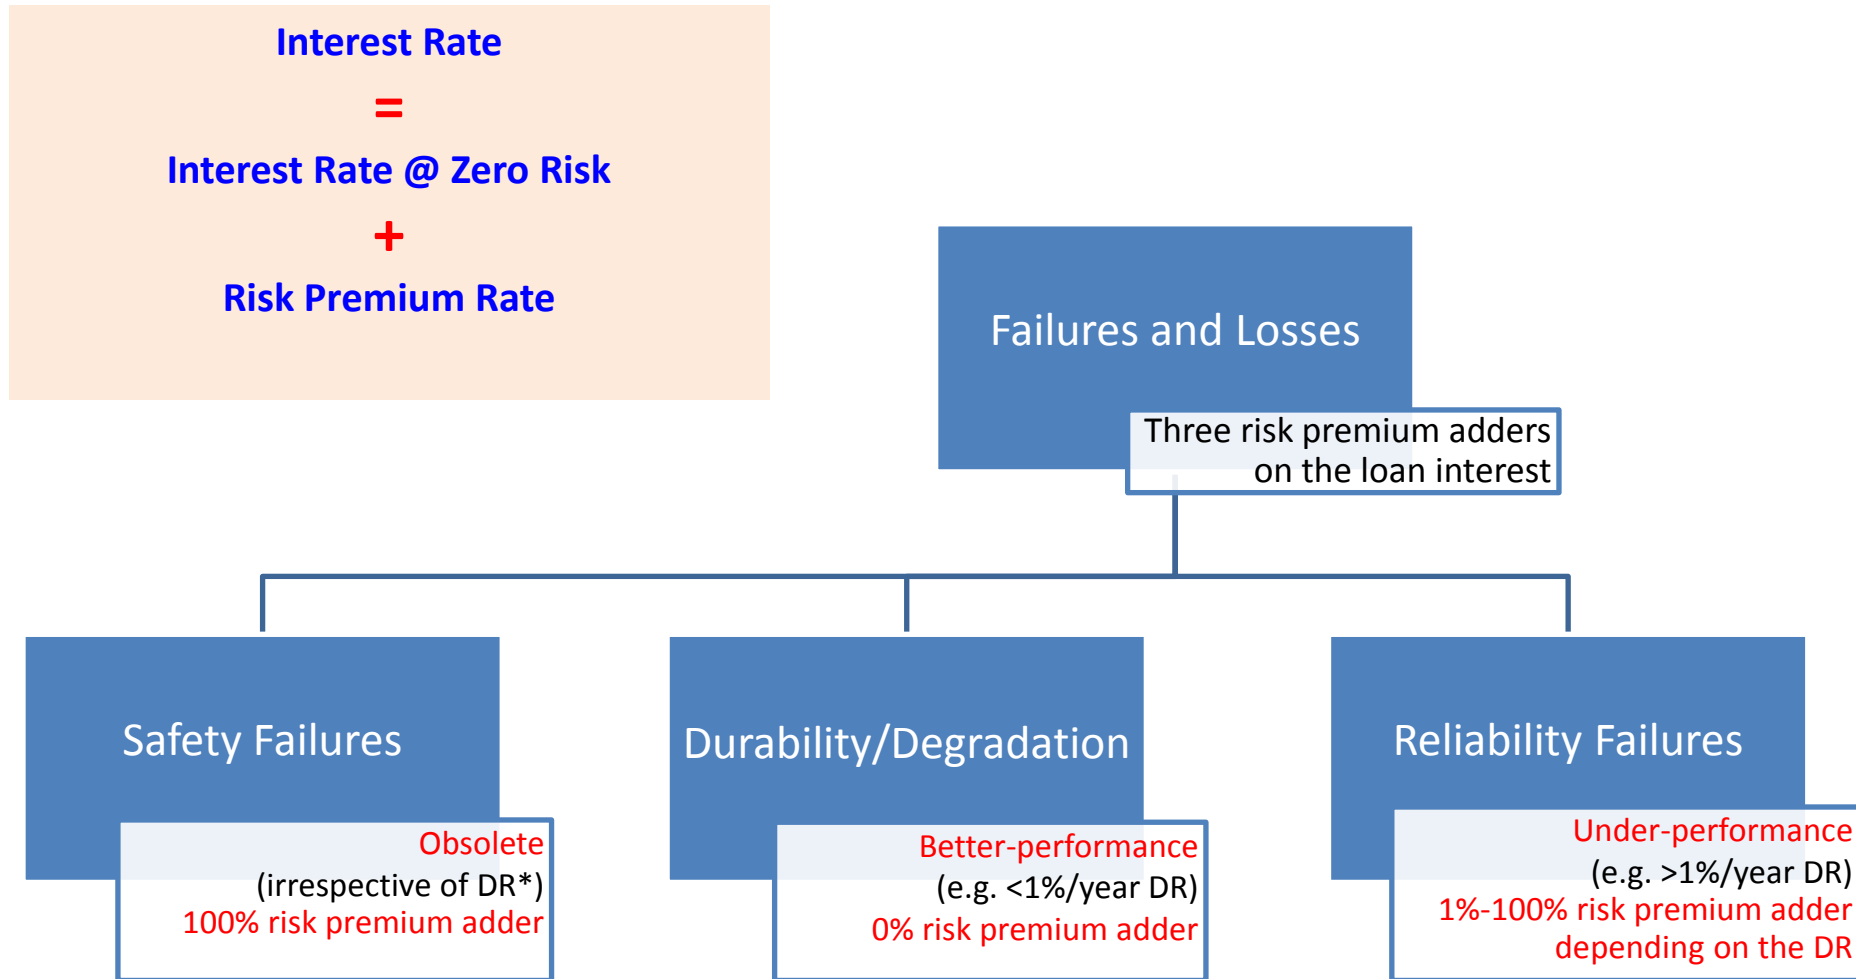 Interest Rate
=
Interest Rate @ Zero Risk
+
Risk Premium Rate
Failures and Losses
Three risk premium adders
on the loan interest
Safety Failures
Obsolete
(irrespective of DR*)
100% risk premium adder
Durability/Degradation
Better-performance
(e.g. <1%/year DR)
0% risk premium adder
Reliability Failures
Under-performance
(e.g. >1%/year DR)
1%-100% risk premium adder
depending on the DR